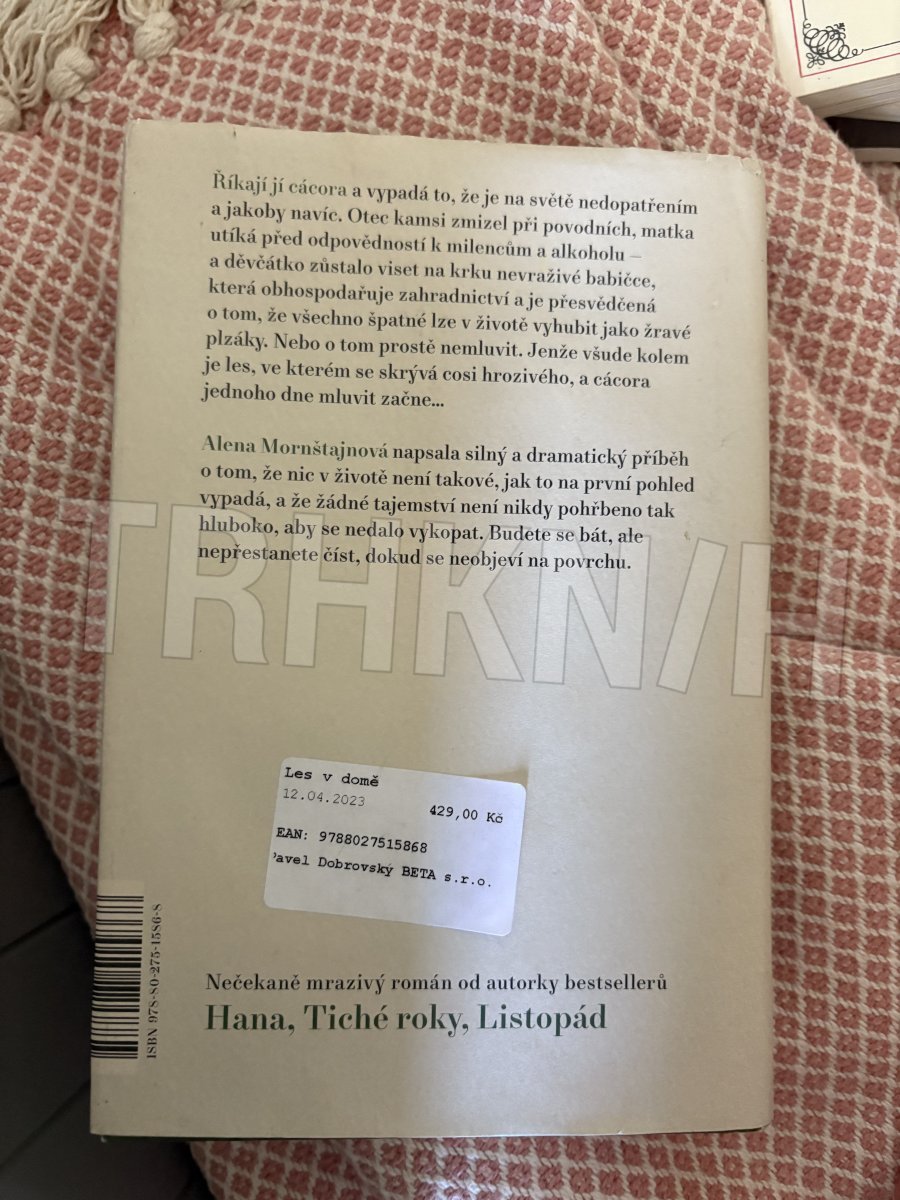 Říkají jí cácora a vypadá to, že je na světě nedopatřením
a jakoby navíc. Otec kamsi zmizel při povodních, matka
utíká před odpovědností k milencům a alkoholu –
a děvčátko zůstalo viset na krku nevraživé babičce,
která obhospodařuje zahradnictví a je přesvědčená
o tom, že všechno špatné lze v životě vyhubit jako žravé
plzáky. Nebo o tom prostě nemluvit. Jenže všude kolem
je les, ve kterém se skrývá cosi hrozivého, a cácora
jednoho dne mluvit začne...
Alena Mornštajnová napsala silný a dramatický příběh
o tom, že nic v životě není takové, jak to na první pohled
vypadá, a že žádné tajemství není nikdy pohřbeno tak
hluboko, aby se nedalo vykopat. Budete se bát, ale
nepřestanete číst, dokud se neobjeví na povrchu.
TRHKNIH
Les v domě
12.04.2023
429,00 Kč
EAN: 9788027515868
avel Dobrovský BETA s.r.o.
ISBN 978-80-275-1586-8
Nečekaně mrazivý román od autorky bestsellerů
Hana, Tiché roky, Listopád